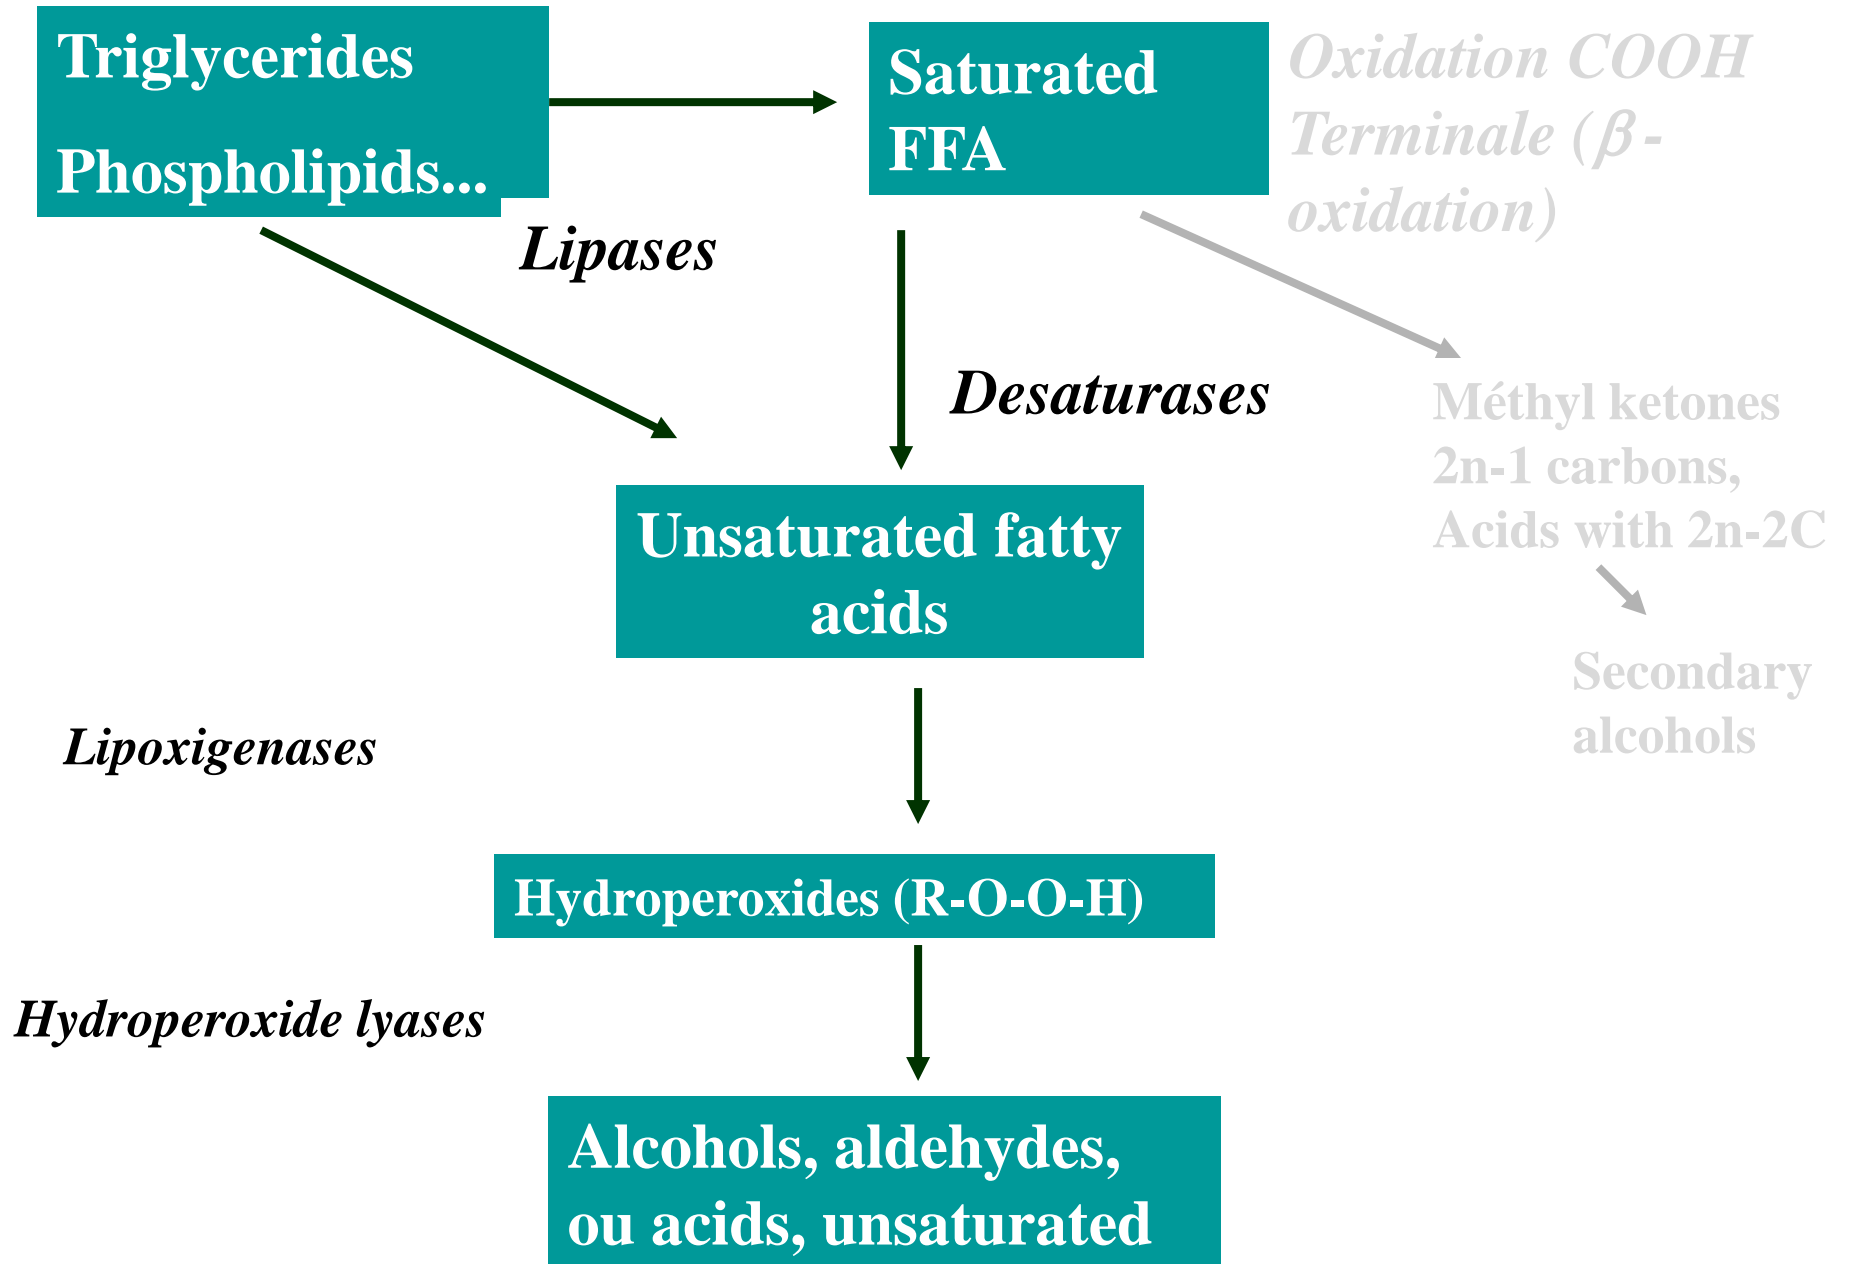 Triglycerides
Phospholipids...
Saturated
FFA
Oxidation COOH
Terminale (β-
oxidation)
Lipases
Desaturases
Méthyl ketones
2n-1 carbons,
Acids with 2n-2C
Unsaturated fatty
acids
Secondary
alcohols
Lipoxigenases
Hydroperoxides (R-O-O-H)
Hydroperoxide lyases
Alcohols, aldehydes,
ou acids, unsaturated